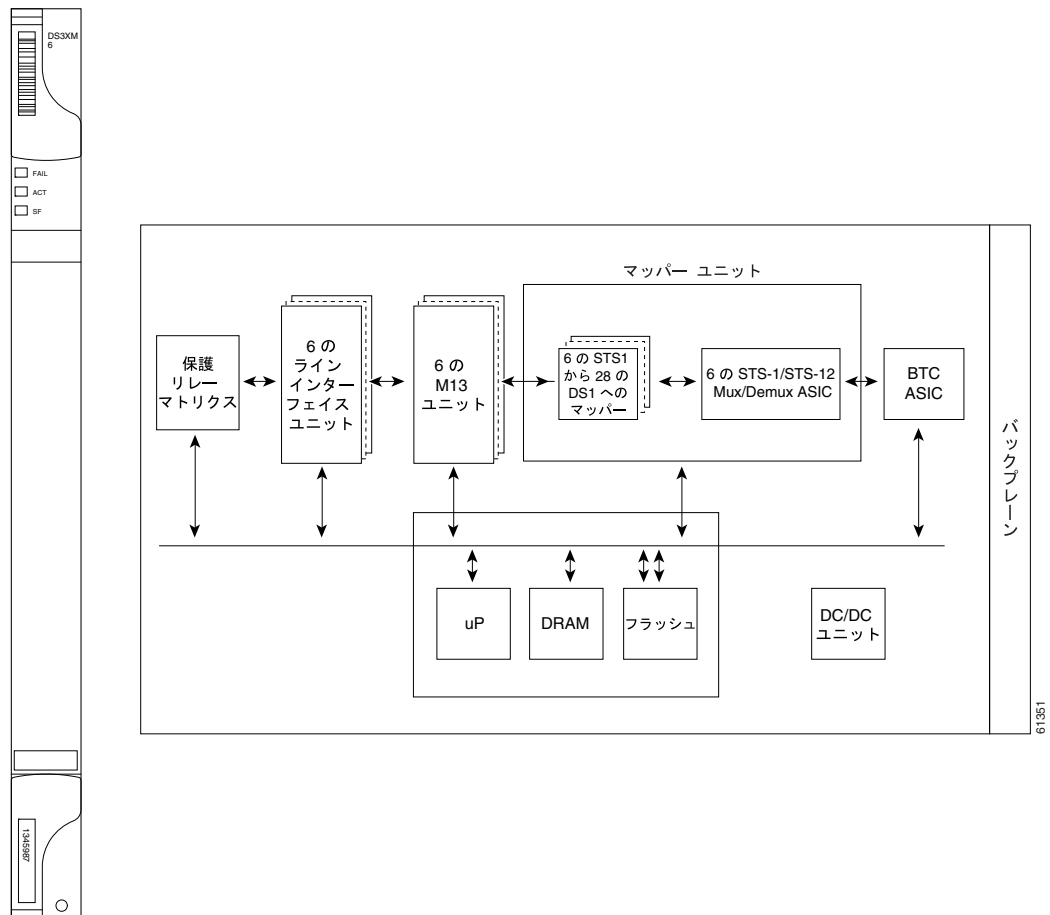 DS3XM
6
FAIL
ACT
SF
マッパー ユニット
保護
リレー
マトリクス
6 の
ライン
インター
フェイス
ユニット
6 の
M13
ユニット
6 の STS1
から 28 の
DS1 への
マッパー
6 の STS-1/STS-12
Mux/Demux ASIC
BTC
ASIC
バックプレーン
uP
DRAM
フラッシュ
DC/DC
ユニット
61351
1345987